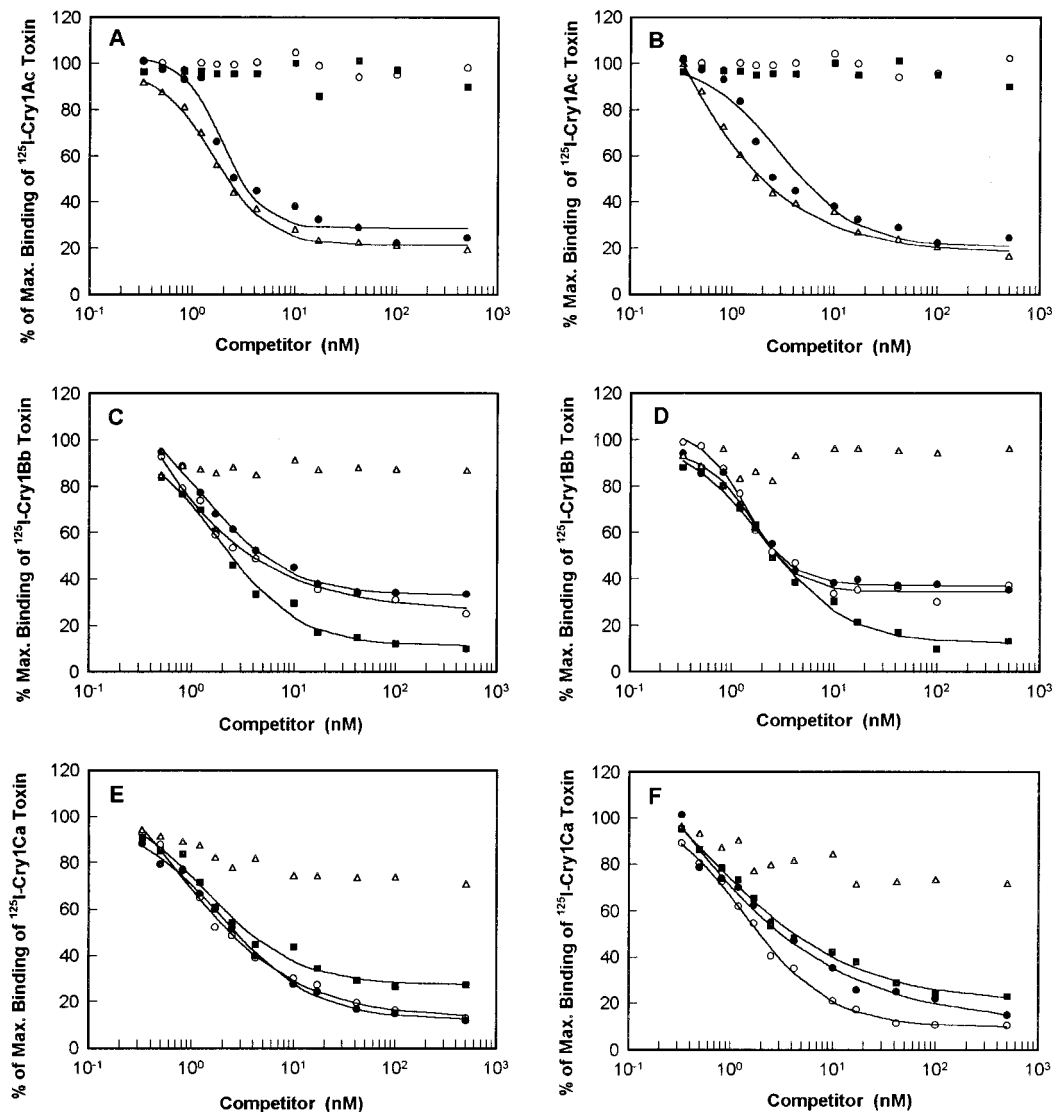 A
% of Max. Binding of ¹²⁵I-Cry1Ac Toxin
120
100
80
60
40
20
0
10⁻¹ 10⁰ 10¹ 10² 10³
Competitor (nM)
B
% Max. Binding of ¹²⁵I-Cry1Ac Toxin
120
100
80
60
40
20
0
10⁻¹ 10⁰ 10¹ 10² 10³
Competitor (nM)
C
% Max. Binding of ¹²⁵I-Cry1Bb Toxin
120
100
80
60
40
20
0
10⁻¹ 10⁰ 10¹ 10² 10³
Competitor (nM)
D
% Max. Binding of ¹²⁵I-Cry1Bb Toxin
120
100
80
60
40
20
0
10⁻¹ 10⁰ 10¹ 10² 10³
Competitor (nM)
E
% of Max. Binding of ¹²⁵I-Cry1Ca Toxin
120
100
80
60
40
20
0
10⁻¹ 10⁰ 10¹ 10² 10³
Competitor (nM)
F
% of Max. Binding of ¹²⁵I-Cry1Ca Toxin
120
100
80
60
40
20
0
10⁻¹ 10⁰ 10¹ 10² 10³
Competitor (nM)